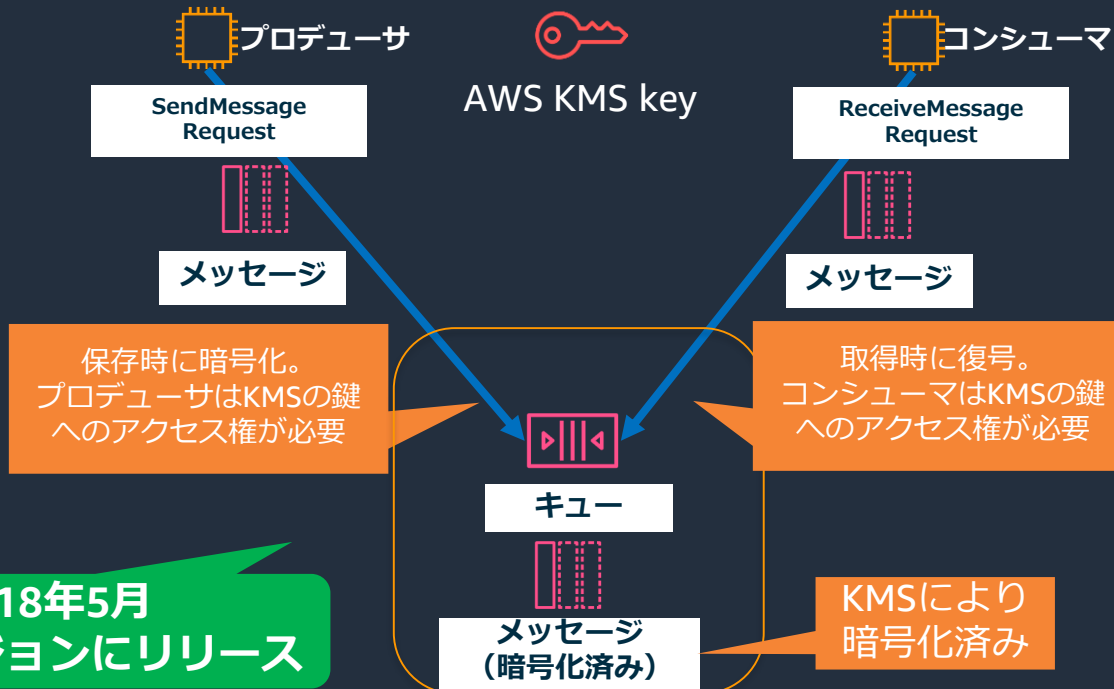 プロデューサ
コンシューマ
AWS KMS key
SendMessage
Request
ReceiveMessage
Request
メッセージ
メッセージ
保存時に暗号化。
プロデューサはKMSの鍵
へのアクセス権が必要
取得時に復号。
コンシューマはKMSの鍵
へのアクセス権が必要
キュー
18年5月
ジョンにリリース
メッセージ
（暗号化済み）
KMSにより
暗号化済み